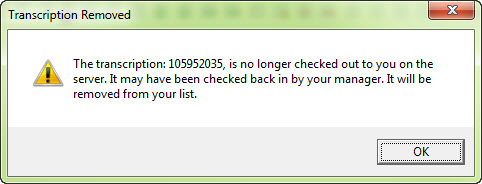 Transcription Removed
The transcription: 105952035, is no longer checked out to you on the
server. It may have been checked back in by your manager. It will be
removed from your list.
OK